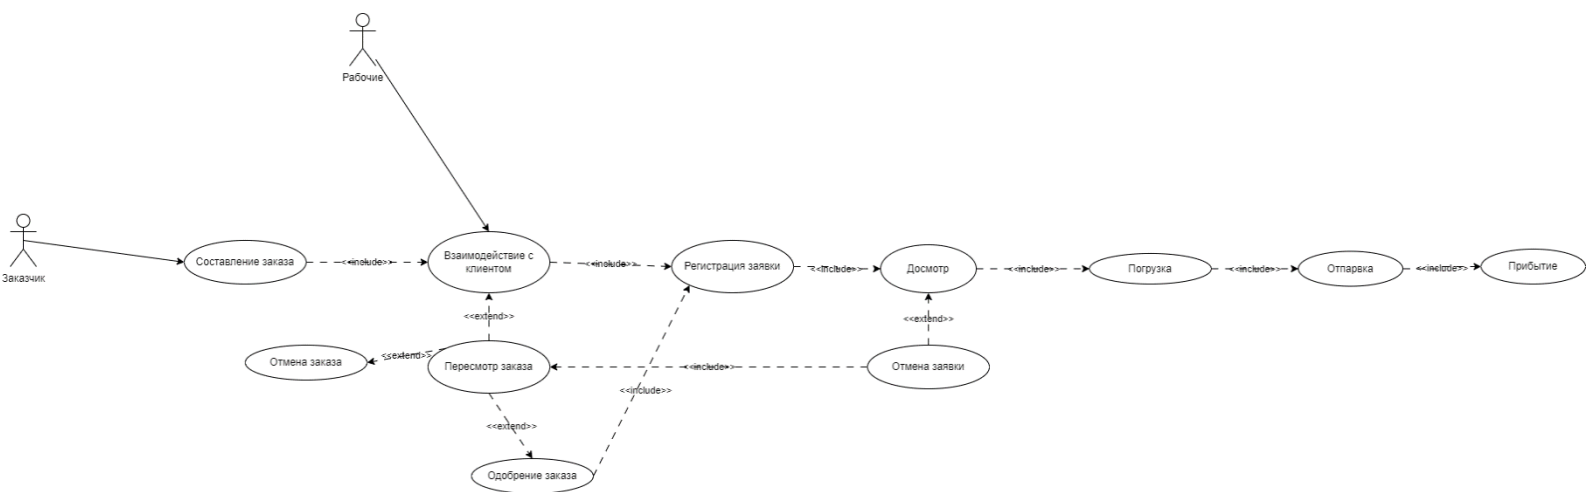 Рабочие
Заказчик
Составление заказа
<<include>>
Взаимодействие с
клиентом
<<include>>
Регистрация заявки
<<include>>
Досмотр
<<include>>
Погрузка
<<include>>
Отпарвка
<<include>>
Прибытие
<<extend>>
<<extend>>
Отмена заказа
<<extend>>
Пересмотр заказа
<<include>>
Отмена заявки
<<include>>
<<extend>>
Одобрение заказа